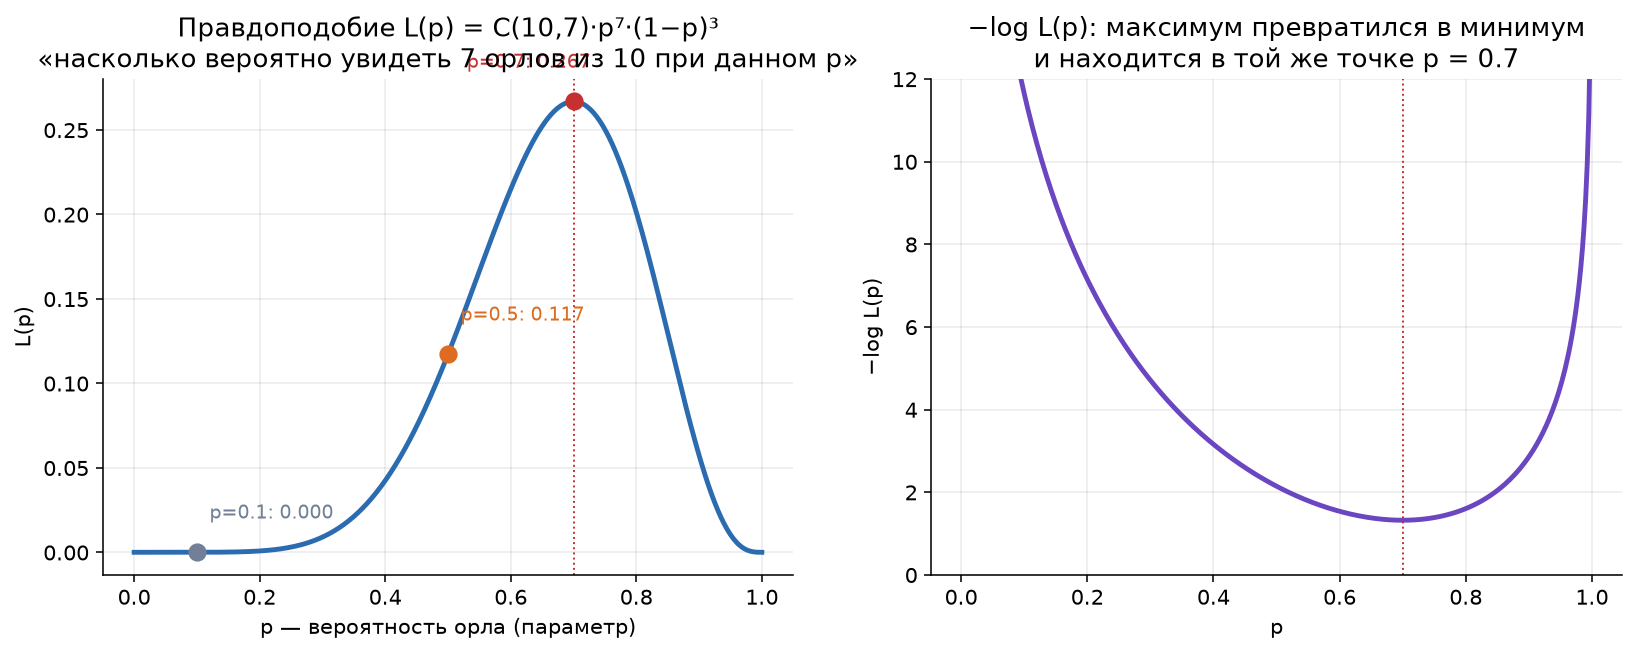 Правдоподобие L(p) = C(10,7)·p⁷·(1−p)³
«насколько вероятно увидеть 7 орлов из 10 при данном p»
p=0.7: 0.267
0.25
0.20
0.15
0.10
0.05
0.00
L(p)
p=0.5: 0.117
p=0.1: 0.000
0.0 0.2 0.4 0.6 0.8 1.0
p — вероятность орла (параметр)
−log L(p): максимум превратился в минимум
и находится в той же точке p = 0.7
12
10
8
6
4
2
0
−log L(p)
0.0 0.2 0.4 0.6 0.8 1.0
p